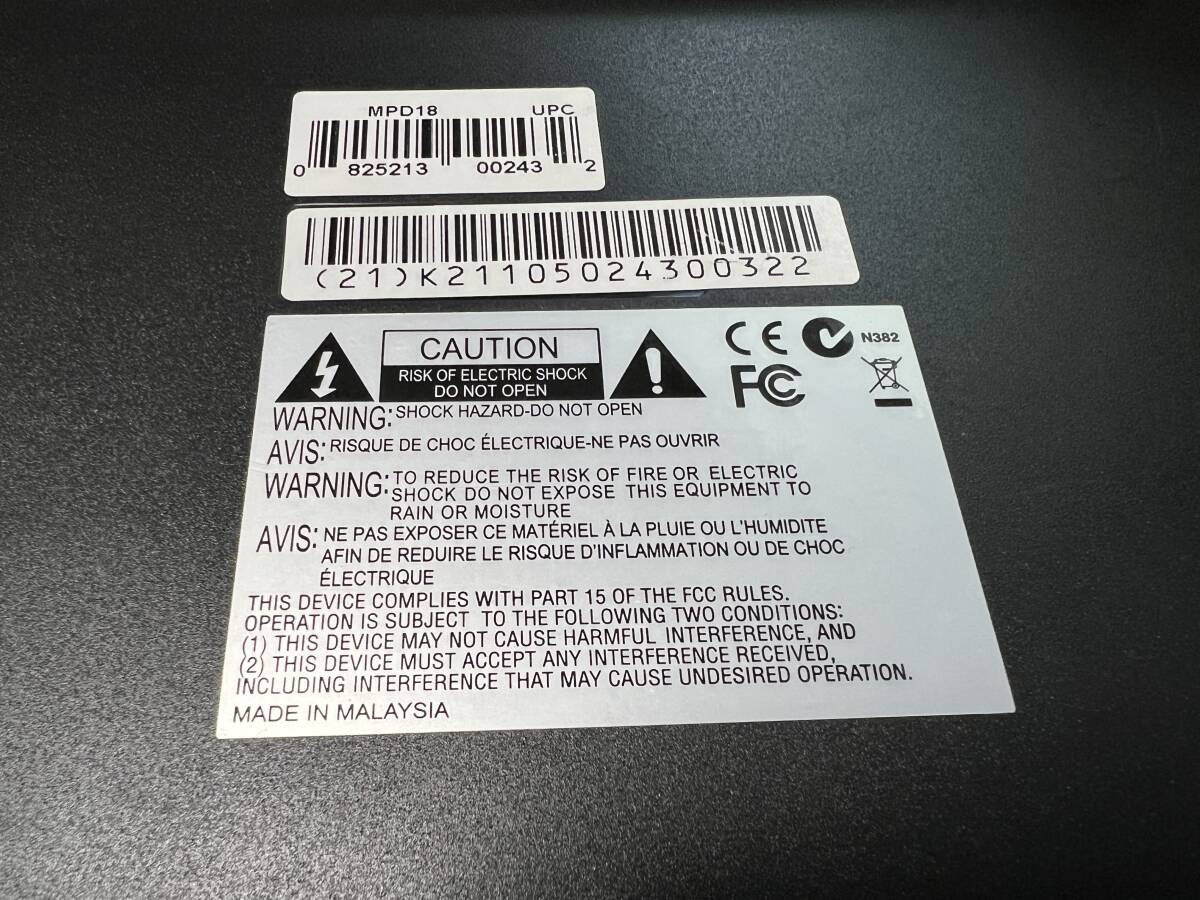 MPD18 UPC
0 825213 00243 2
(21)K211050243​00322
CAUTION
RISK OF ELECTRIC SHOCK
DO NOT OPEN
CE N382
FC
WARNING: SHOCK HAZARD-DO NOT OPEN
AVIS: RISQUE DE CHOC ÉLECTRIQUE-NE PAS OUVRIR
WARNING: TO REDUCE THE RISK OF FIRE OR ELECTRIC
SHOCK DO NOT EXPOSE THIS EQUIPMENT TO
RAIN OR MOISTURE
AVIS: NE PAS EXPOSER CE MATÉRIEL À LA PLUIE OU L'HUMIDITE
AFIN DE REDUIRE LE RISQUE D'INFLAMMATION OU DE CHOC
ÉLECTRIQUE
THIS DEVICE COMPLIES WITH PART 15 OF THE FCC RULES.
OPERATION IS SUBJECT TO THE FOLLOWING TWO CONDITIONS:
(1) THIS DEVICE MAY NOT CAUSE HARMFUL INTERFERENCE, AND
(2) THIS DEVICE MUST ACCEPT ANY INTERFERENCE RECEIVED,
INCLUDING INTERFERENCE THAT MAY CAUSE UNDESIRED OPERATION.
MADE IN MALAYSIA